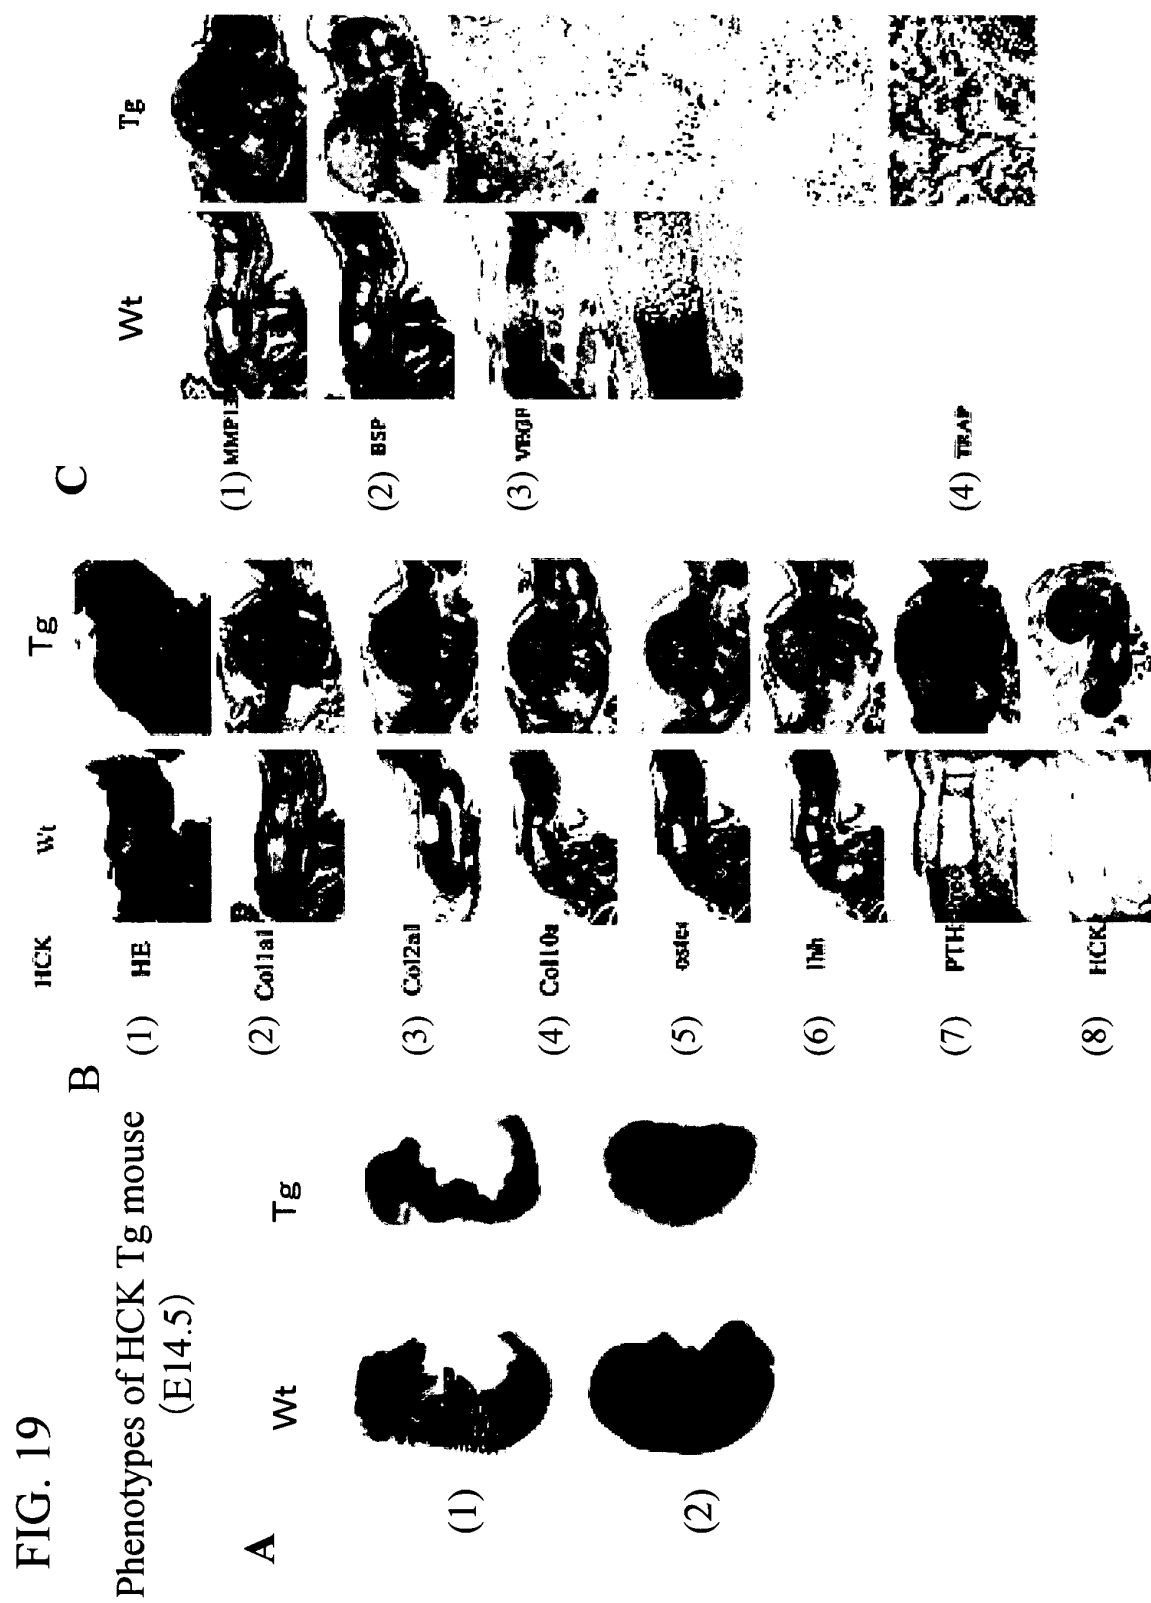 FIG. 19
Phenotypes of HCK Tg mouse
(E14.5)
A
Wt Tg
(1)
(2)
B
HCK Wt Tg
(1) HE
(2) Col1a1
(3) Col2a1
(4)
(5) oster
(6) Ihh
(7) PTH
(8) HCK
C
Wt Tg
(1) MMP13
(2) BSP
(3)
(4) TRAP